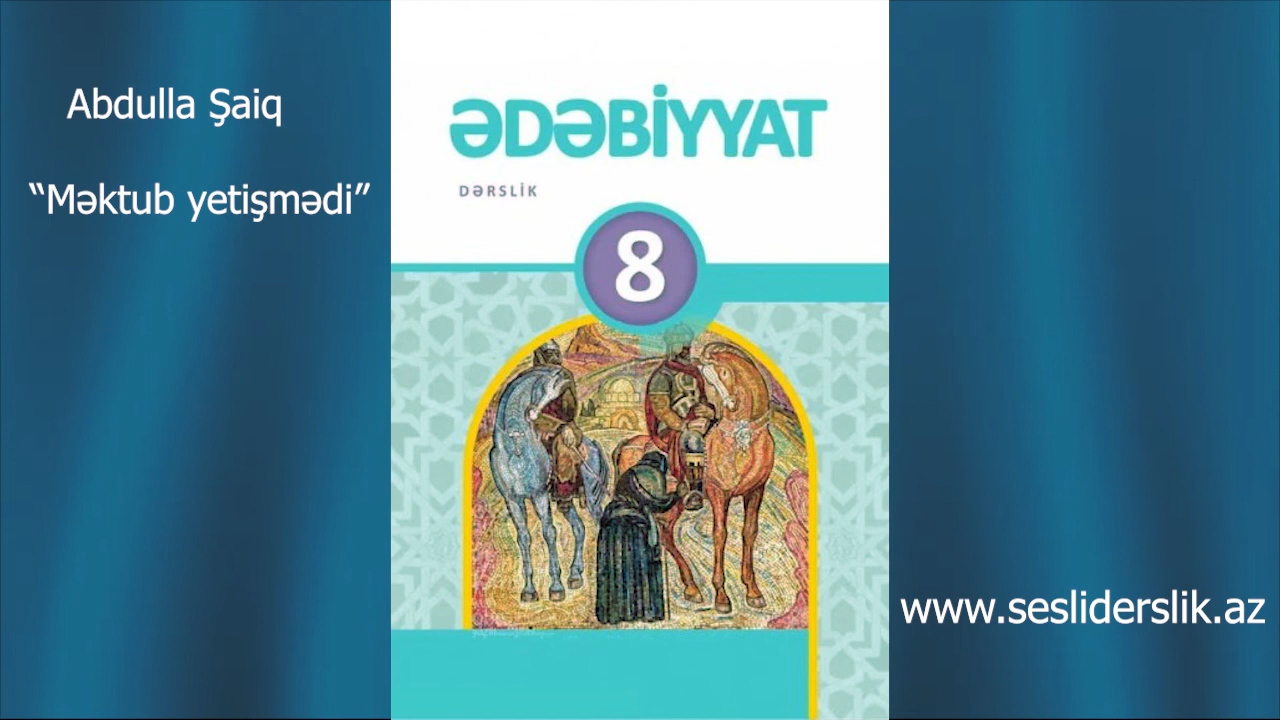 Abdulla Şaiq
“Məktub yetişmədi”
ƏDƏBİYYAT
DƏRSLİK
8
www.sesliderslik.az